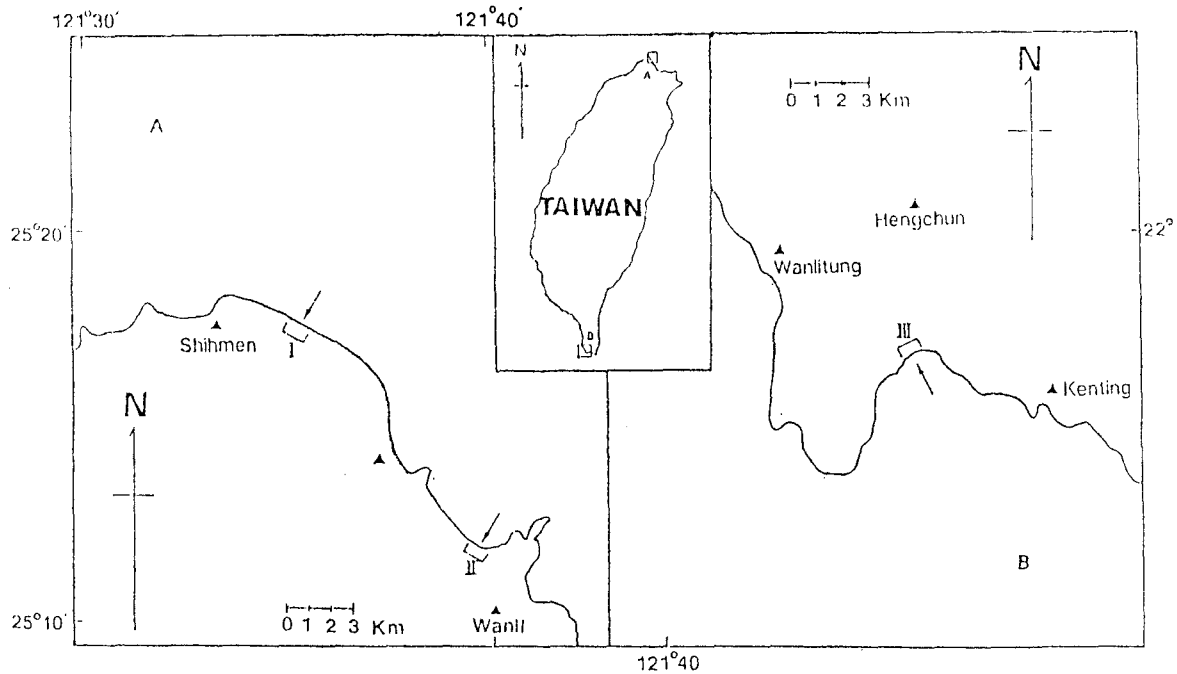 121°30′
121°40′
A
25°20′
Shihmen
I
N
II
0 1 2 3 Km
Wanli
25°10′
N
A
TAIWAN
B
0 1 2 3 Km
N
Hengchun
22°
Wanlitung
III
Kenting
B
121°40